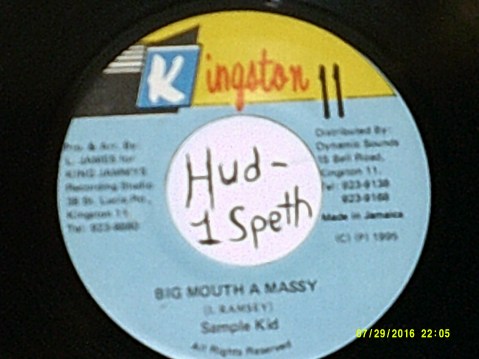 Kingston 11
Pro. & Arr. By:
L. JAMES for
KING JAMMYS
Recording Studio
38 St. Lucia Rd.,
Kingston 11
Tel: 923-
Distributed By:
Dynamic Sounds
15 Bell Road,
Kingston 11,
Tel: 923-9138
923-9168
Made in Jamaica
(C) (P) 1995
Hud-
1 Speth
BIG MOUTH A MASSY
(I. RAMSEY)
Sample Kid
All Rights Reserved
07/29/2016 22:05